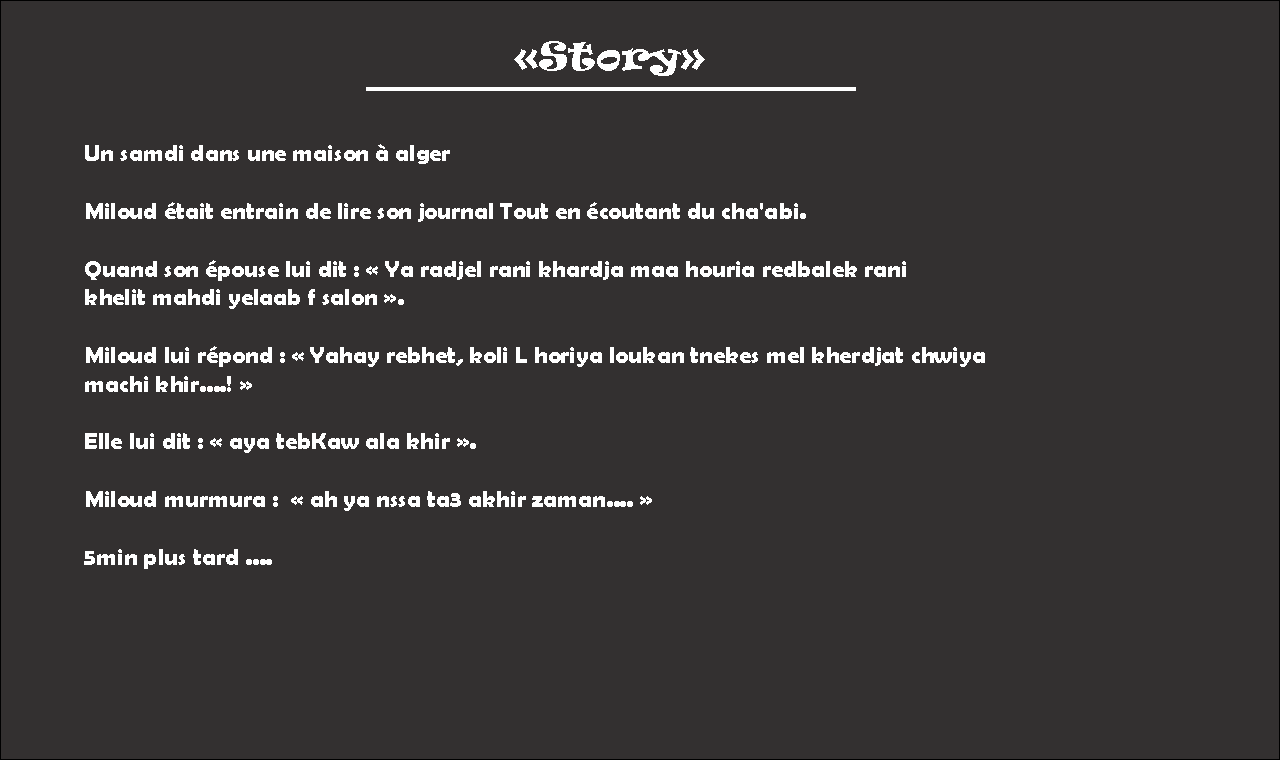 «Story»
Un samdi dans une maison à alger
Miloud était entrain de lire son journal Tout en écoutant du cha'abi.
Quand son épouse lui dit : « Ya radjel rani khardja maa houria redbalek rani
khelit mahdi yelaab f salon ».
Miloud lui répond : « Yahay rebhet, koli L horiya loukan tnekes mel kherdjat chwiya
machi khir....! »
Elle lui dit : « aya tebKaw ala khir ».
Miloud murmura :  « ah ya nssa ta3 akhir zaman.... »
5min plus tard ....